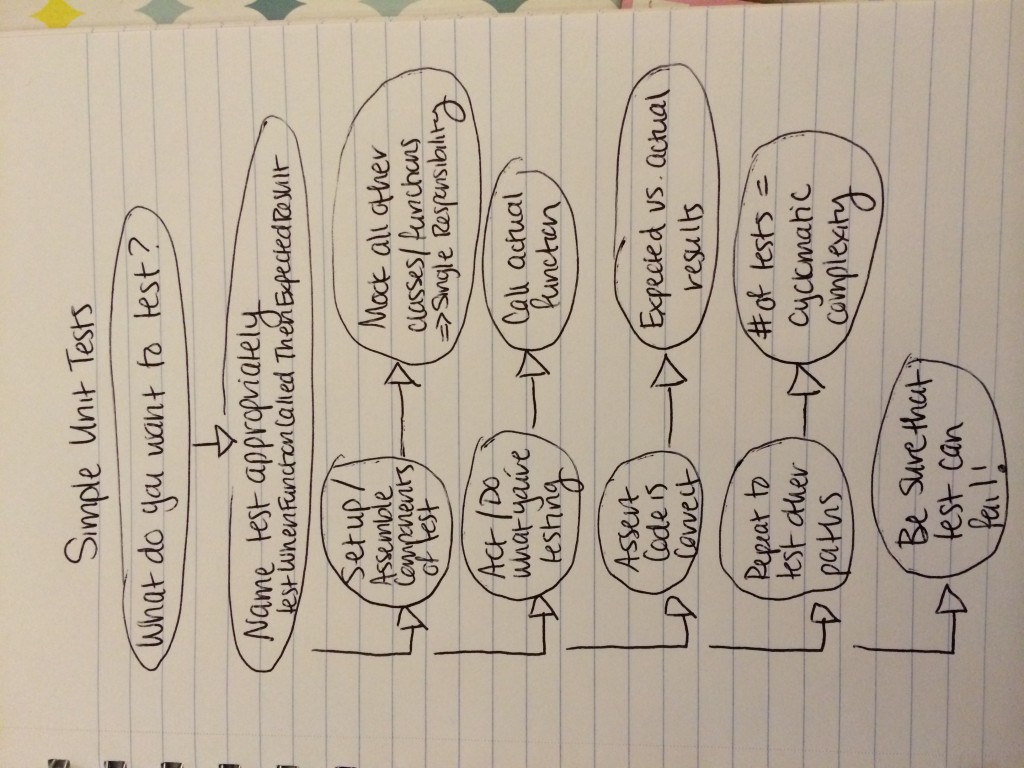 Simple Unit Tests
What do you want to test?
Name test appropriately
testWhenFunctionCalledThenExpectedResult
Set up /
Assemble
Components
of test
Mock all other
classes/functions
=> Single Responsibility
Act / Do
what you're
testing
Call actual
function
Assert
Code is
Correct
Expected vs. actual
results
Repeat to
test other
paths
# of tests =
cyclomatic
complexity
Be sure that
test can
fail!